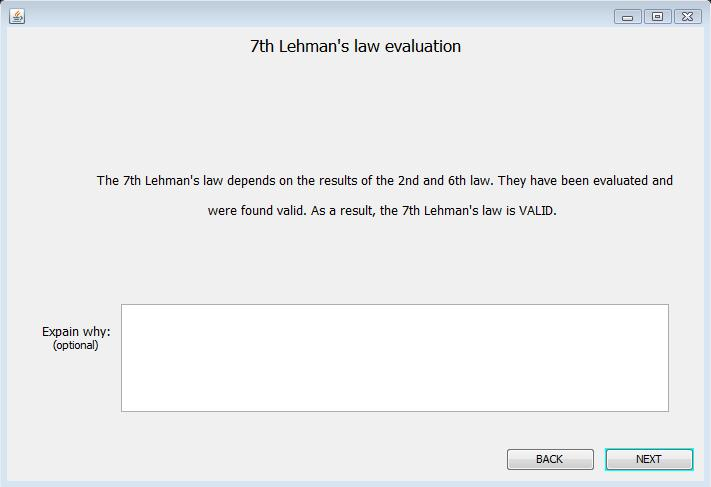 7th Lehman's law evaluation
The 7th Lehman's law depends on the results of the 2nd and 6th law. They have been evaluated and
were found valid. As a result, the 7th Lehman's law is VALID.
Expain why:
(optional)
BACK
NEXT